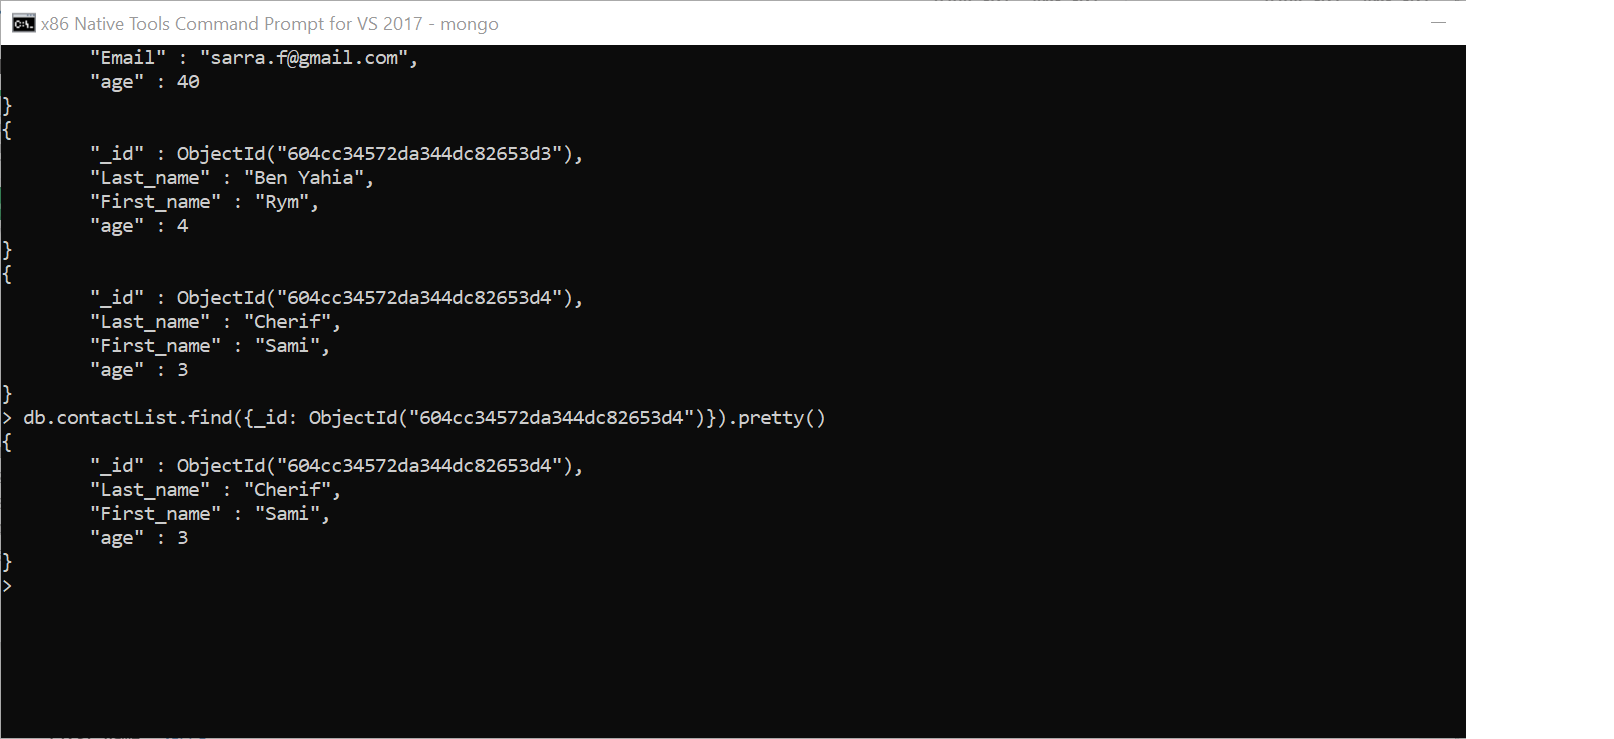 x86 Native Tools Command Prompt for VS 2017 - mongo
"Email" : "sarra.f@gmail.com",
"age" : 40
}
{
"_id" : ObjectId("604cc34572da344dc82653d3"),
"Last_name" : "Ben Yahia",
"First_name" : "Rym",
"age" : 4
}
{
"_id" : ObjectId("604cc34572da344dc82653d4"),
"Last_name" : "Cherif",
"First_name" : "Sami",
"age" : 3
}
> db.contactList.find({_id: ObjectId("604cc34572da344dc82653d4")}).pretty()
{
"_id" : ObjectId("604cc34572da344dc82653d4"),
"Last_name" : "Cherif",
"First_name" : "Sami",
"age" : 3
}
>